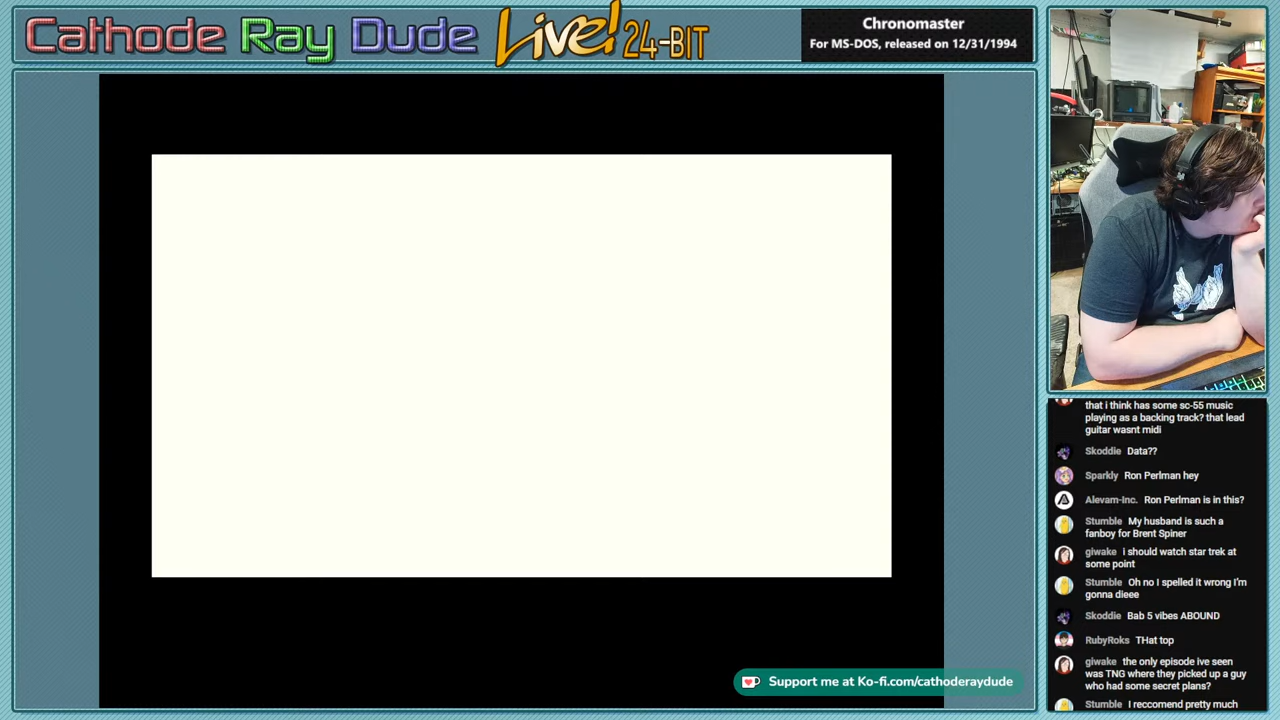 Cathode Ray Dude Live! 24-BIT
Chronomaster
For MS-DOS, released on 12/31/1994
that i think has some sc-55 music
playing as a backing track? that lead
guitar wasnt midi
Skoddie Data??
Sparkly Ron Perlman hey
Alevam-Inc. Ron Perlman is in this?
Stumble My husband is such a
fanboy for Brent Spiner
giwake i should watch star trek at
some point
Stumble Oh no I spelled it wrong I'm
gonna dieee
Skoddie Bab 5 vibes ABOUND
RubyRoks THat top
giwake the only episode ive seen
was TNG where they picked up a guy
who had some secret plans?
Stumble I reccomend pretty much
Support me at Ko-fi.com/cathoderaydude